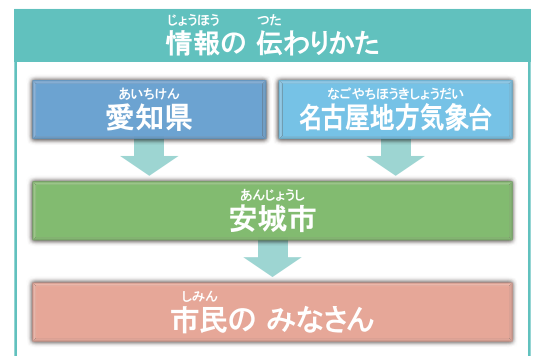 じょうほう つた
情報の 伝わりかた
あいちけん
愛知県
なごやちほうきしょうだい
名古屋地方気象台
あんじょうし
安城市
しみん
市民の みなさん